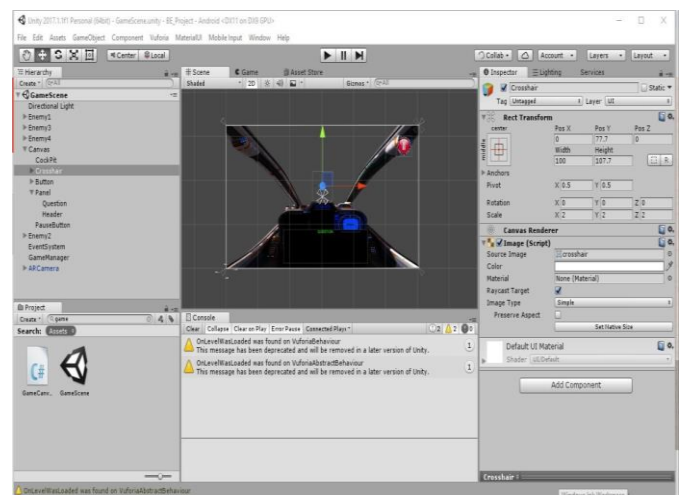 Unity 2017.1.1f1 Personal (64bit) - GameScene.unity - BE_Project - Android <DX11 on DX9 GPU>
File Edit Assets GameObject Component Vuforia MaterialUI Mobile Input Window Help
Center Local
Collab Account Layers Layout
Hierarchy
Create
GameScene
Directional Light
Enemy1
Enemy3
Enemy4
Canvas
CockPit
Crosshair
Button
Panel
Question
Header
PauseButton
Enemy2
EventSystem
GameManager
ARCamera
Scene Game Asset Store
Shaded 2D Gizmos
Project
Create game
Search: Assets
GameCanv.. GameScene
Console
Clear Collapse Clear on Play Error Pause Connected Player 2 2 0
OnLevelWasLoaded was found on VuforiaBehaviour
This message has been deprecated and will be removed in a later version of Unity. 1
OnLevelWasLoaded was found on VuforiaAbstractBehaviour
This message has been deprecated and will be removed in a later version of Unity. 1
Inspector Lighting Services
Crosshair Static
Tag Untagged Layer UI
Rect Transform
center Pos X Pos Y Pos Z
middle 0 77.7 0
Width Height
100 107.7 R
Anchors
Pivot X 0.5 Y 0.5
Rotation X 0 Y 0 Z 0
Scale X 2 Y 2 Z 2
Canvas Renderer
Image (Script)
Source Image crosshair
Color
Material None (Material)
Raycast Target
Image Type Simple
Preserve Aspect
Set Native Size
Default UI Material
Shader UI/Default
Add Component
Crosshair
OnLevelWasLoaded was found on VuforiaAbstractBehaviour